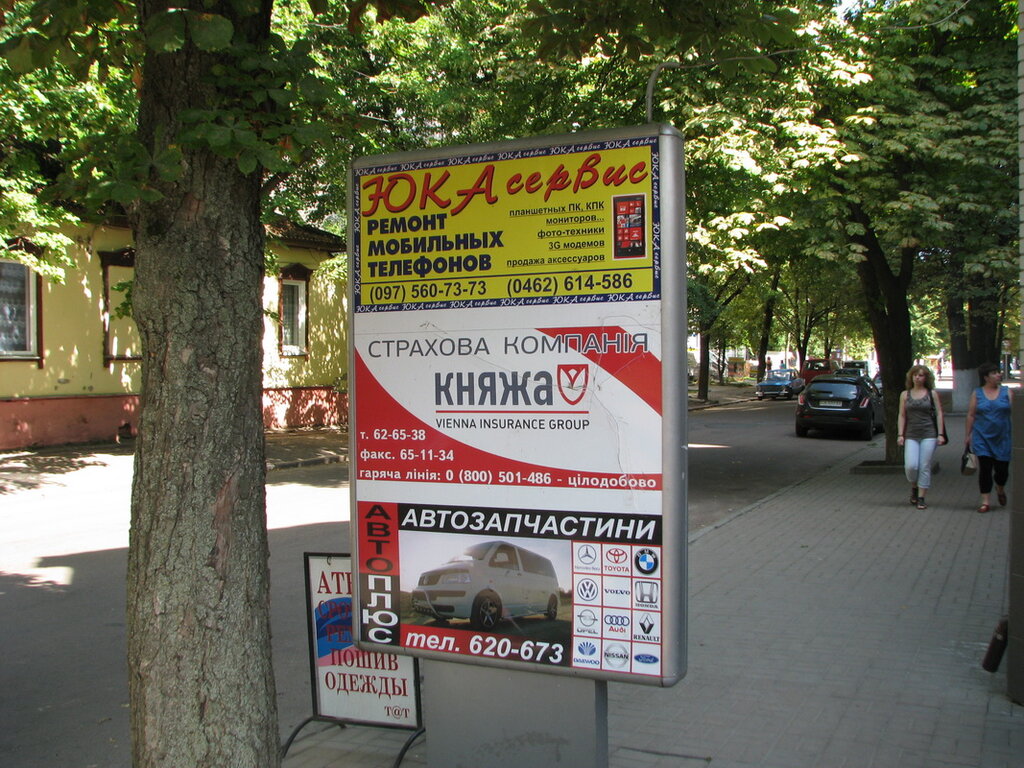 ЮКА сервис
РЕМОНТ
МОБИЛЬНЫХ
ТЕЛЕФОНОВ
планшетных ПК, КПК
мониторов...
фото-техники
3G модемов
продажа аксессуаров
(097) 560-73-73 (0462) 614-586
СТРАХОВА КОМПАНІЯ
КНЯЖА
VIENNA INSURANCE GROUP
т. 62-65-38
факс. 65-11-34
гаряча лінія: 0 (800) 501-486 - цілодобово
АВТОЗАПЧАСТИНИ
АВТО ПЛЮС
TOYOTA
BMW
VOLVO
HONDA
OPEL
Audi
RENAULT
DAEWOO
NISSAN
Ford
тел. 620-673
ПОШИВ
ОДЕЖДЫ
т@т